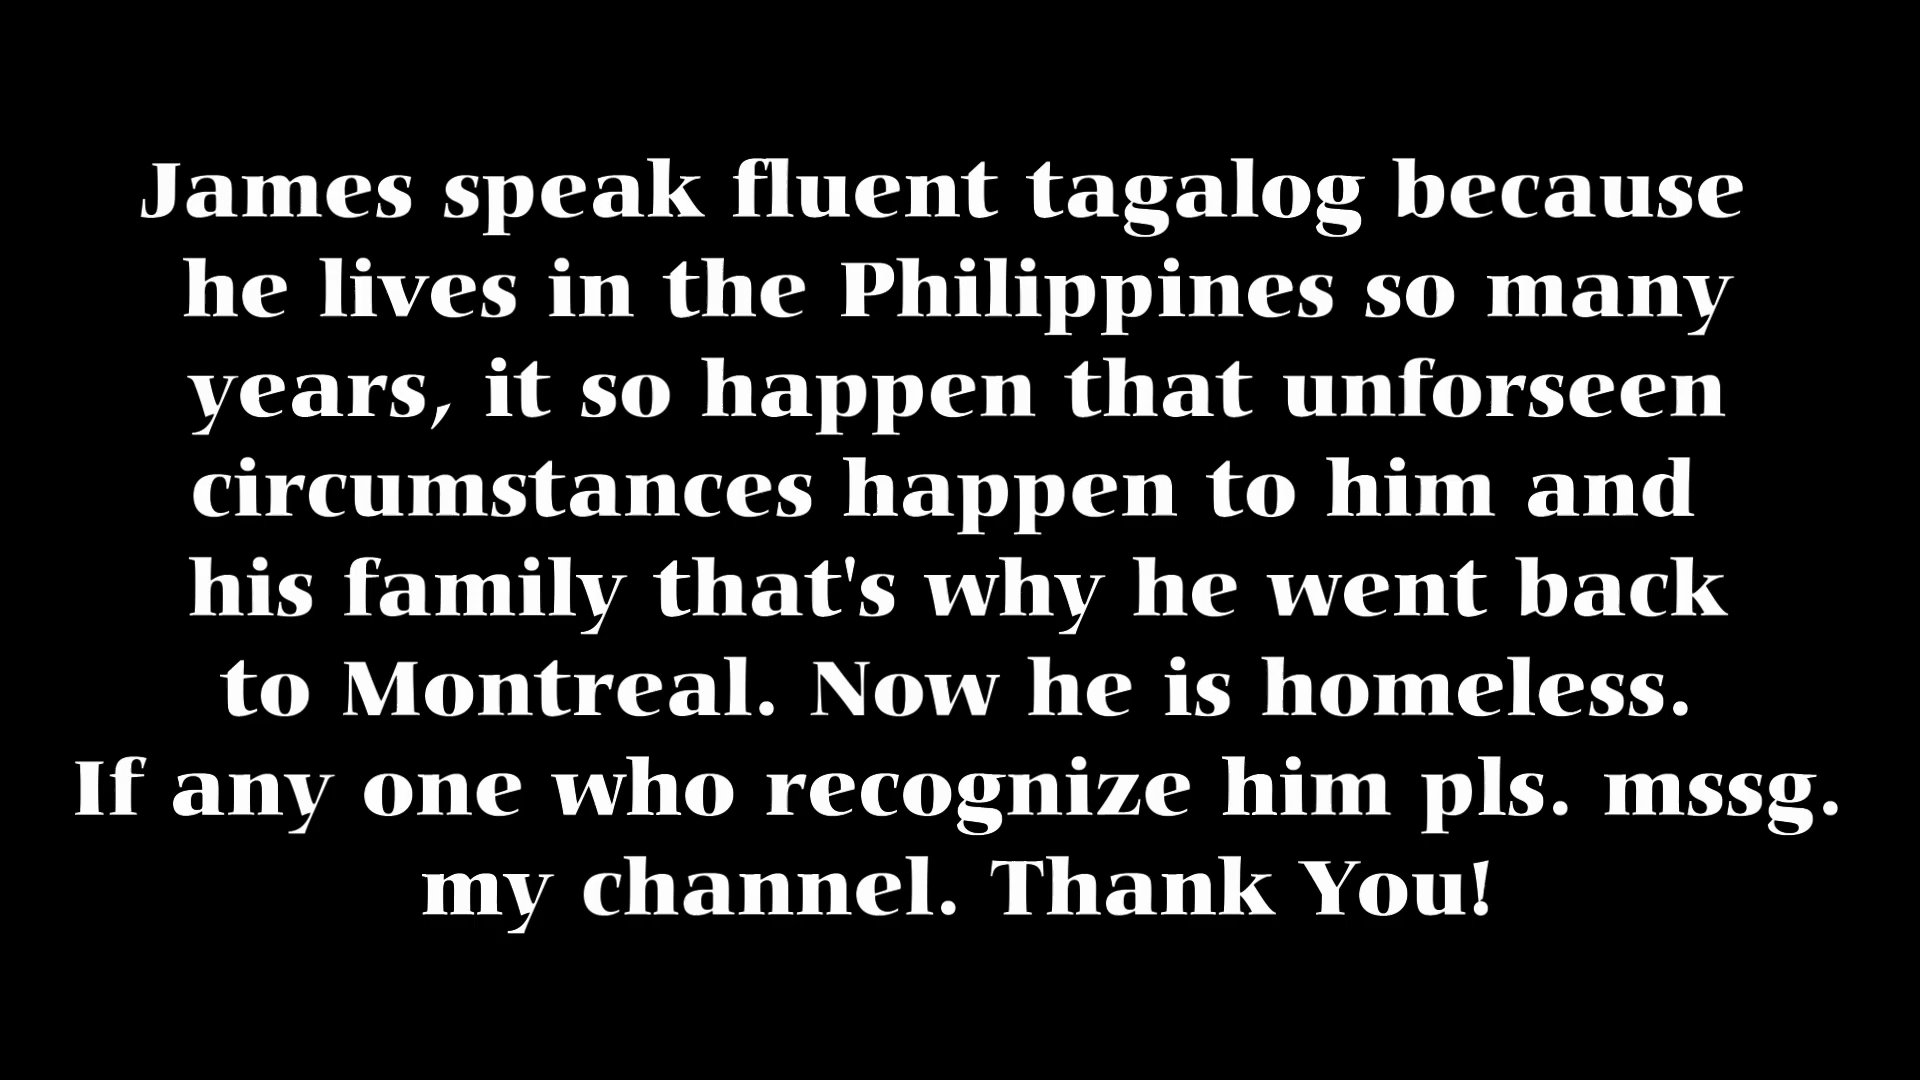 James speak fluent tagalog because
he lives in the Philippines so many
years, it so happen that unforseen
circumstances happen to him and
his family that's why he went back
to Montreal. Now he is homeless.
If any one who recognize him pls. mssg.
my channel. Thank You!